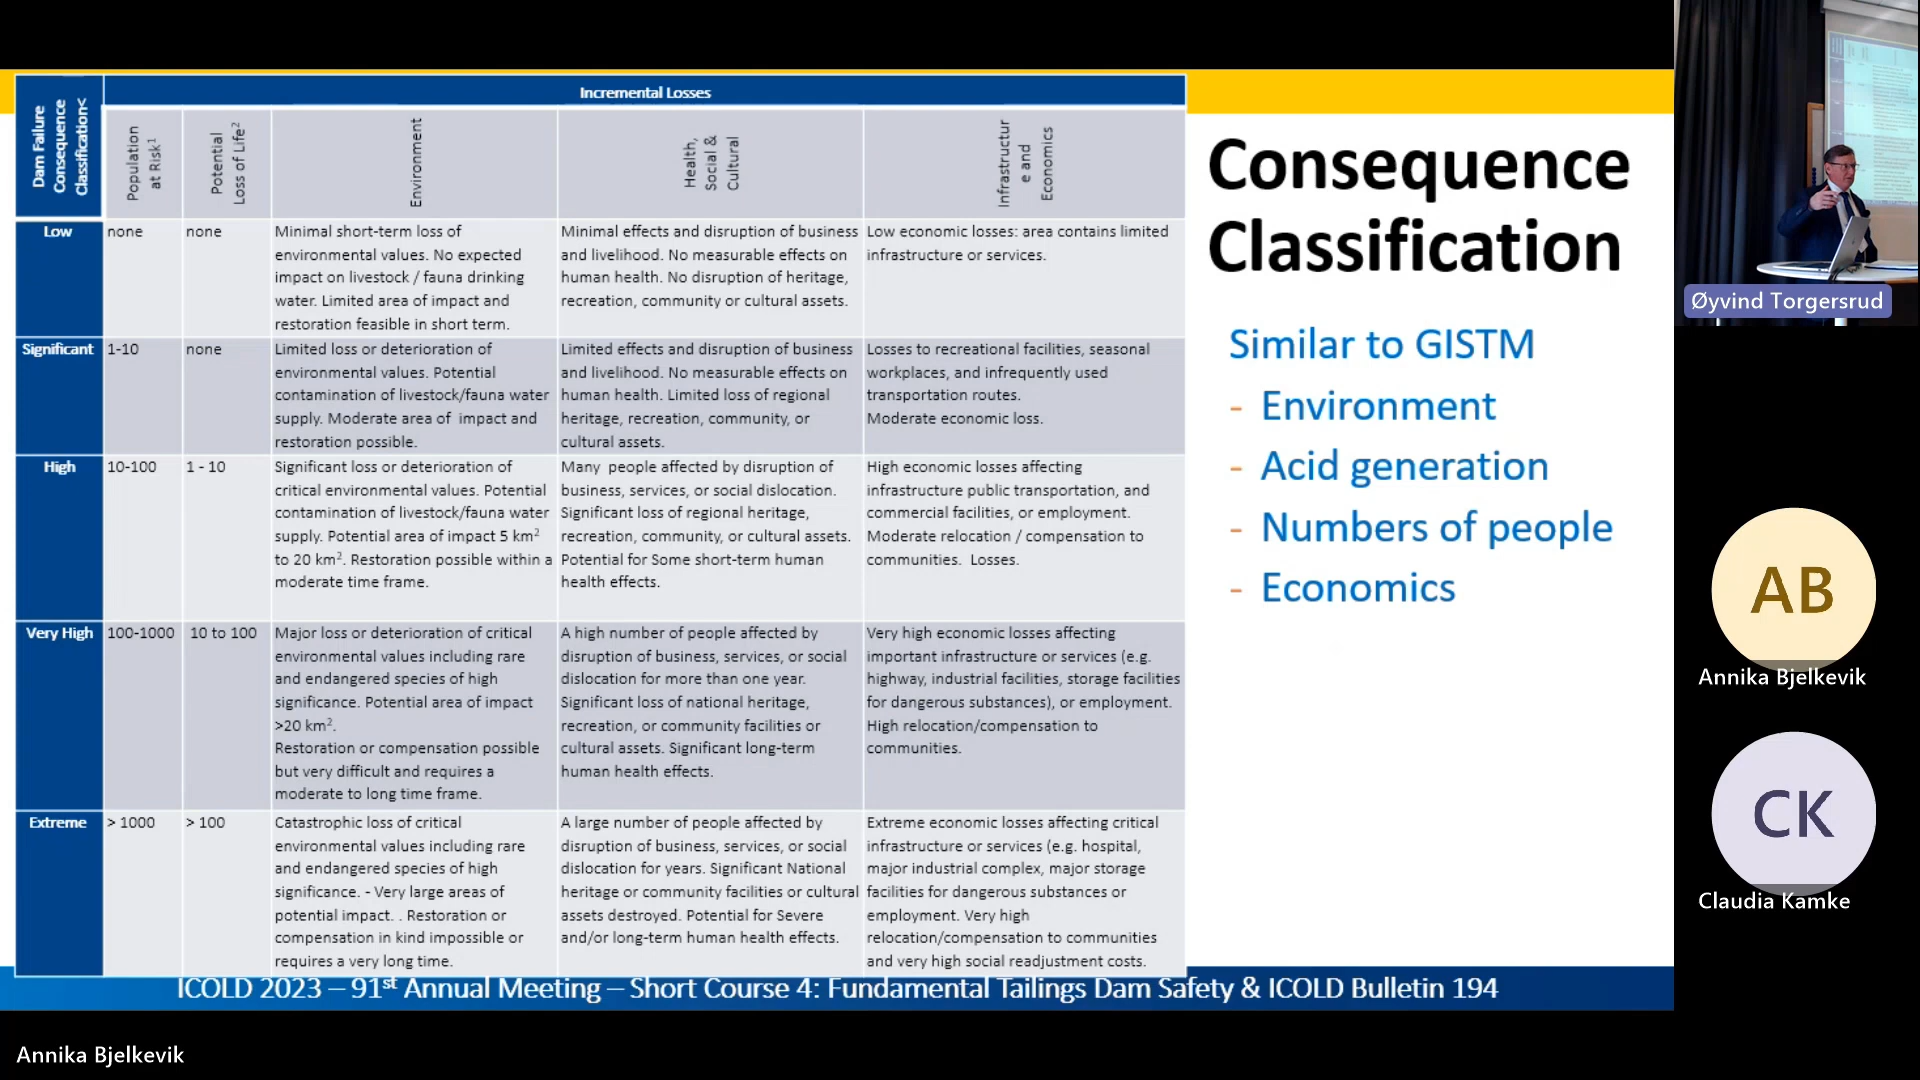 Dam Failure
Consequence
Classification<
Incremental Losses
Population
at Risk¹
Potential
Loss of Life²
Environment
Health,
Social &
Cultural
Infrastructur
e and
Economics
Low
none
none
Minimal short-term loss of
environmental values. No expected
impact on livestock / fauna drinking
water. Limited area of impact and
restoration feasible in short term.
Minimal effects and disruption of business
and livelihood. No measurable effects on
human health. No disruption of heritage,
recreation, community or cultural assets.
Low economic losses: area contains limited
infrastructure or services.
Significant
1-10
none
Limited loss or deterioration of
environmental values. Potential
contamination of livestock/fauna water
supply. Moderate area of impact and
restoration possible.
Limited effects and disruption of business
and livelihood. No measurable effects on
human health. Limited loss of regional
heritage, recreation, community, or
cultural assets.
Losses to recreational facilities, seasonal
workplaces, and infrequently used
transportation routes.
Moderate economic loss.
High
10-100
1 - 10
Significant loss or deterioration of
critical environmental values. Potential
contamination of livestock/fauna water
supply. Potential area of impact 5 km²
to 20 km². Restoration possible within a
moderate time frame.
Many people affected by disruption of
business, services, or social dislocation.
Significant loss of regional heritage,
recreation, community, or cultural assets.
Potential for Some short-term human
health effects.
High economic losses affecting
infrastructure public transportation, and
commercial facilities, or employment.
Moderate relocation / compensation to
communities. Losses.
Very High
100-1000
10 to 100
Major loss or deterioration of critical
environmental values including rare
and endangered species of high
significance. Potential area of impact
>20 km².
Restoration or compensation possible
but very difficult and requires a
moderate to long time frame.
A high number of people affected by
disruption of business, services, or social
dislocation for more than one year.
Significant loss of national heritage,
recreation, or community facilities or
cultural assets. Significant long-term
human health effects.
Very high economic losses affecting
important infrastructure or services (e.g.
highway, industrial facilities, storage facilities
for dangerous substances), or employment.
High relocation/compensation to
communities.
Extreme
> 1000
> 100
Catastrophic loss of critical
environmental values including rare
and endangered species of high
significance. - Very large areas of
potential impact. . Restoration or
compensation in kind impossible or
requires a very long time.
A large number of people affected by
disruption of business, services, or social
dislocation for years. Significant National
heritage or community facilities or cultural
assets destroyed. Potential for Severe
and/or long-term human health effects.
Extreme economic losses affecting critical
infrastructure or services (e.g. hospital,
major industrial complex, major storage
facilities for dangerous substances or
employment. Very high
relocation/compensation to communities
and very high social readjustment costs.
Consequence
Classification
Similar to GISTM
- Environment
- Acid generation
- Numbers of people
- Economics
ICOLD 2023 – 91st Annual Meeting – Short Course 4: Fundamental Tailings Dam Safety & ICOLD Bulletin 194
Øyvind Torgersrud
AB
Annika Bjelkevik
CK
Claudia Kamke
Annika Bjelkevik